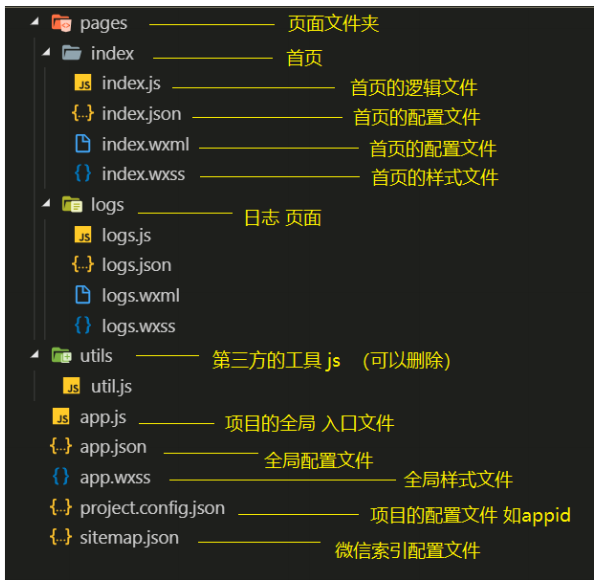 pages 页面文件夹
index 首页
index.js 首页的逻辑文件
{..} index.json 首页的配置文件
index.wxml 首页的配置文件
{} index.wxss 首页的样式文件
logs 日志 页面
JS logs.js
{..} logs.json
logs.wxml
{} logs.wxss
utils 第三方的工具 js (可以删除)
JS util.js
JS app.js 项目的全局 入口文件
{..} app.json 全局配置文件
{} app.wxss 全局样式文件
{..} project.config.json 项目的配置文件 如appid
{..} sitemap.json 微信索引配置文件